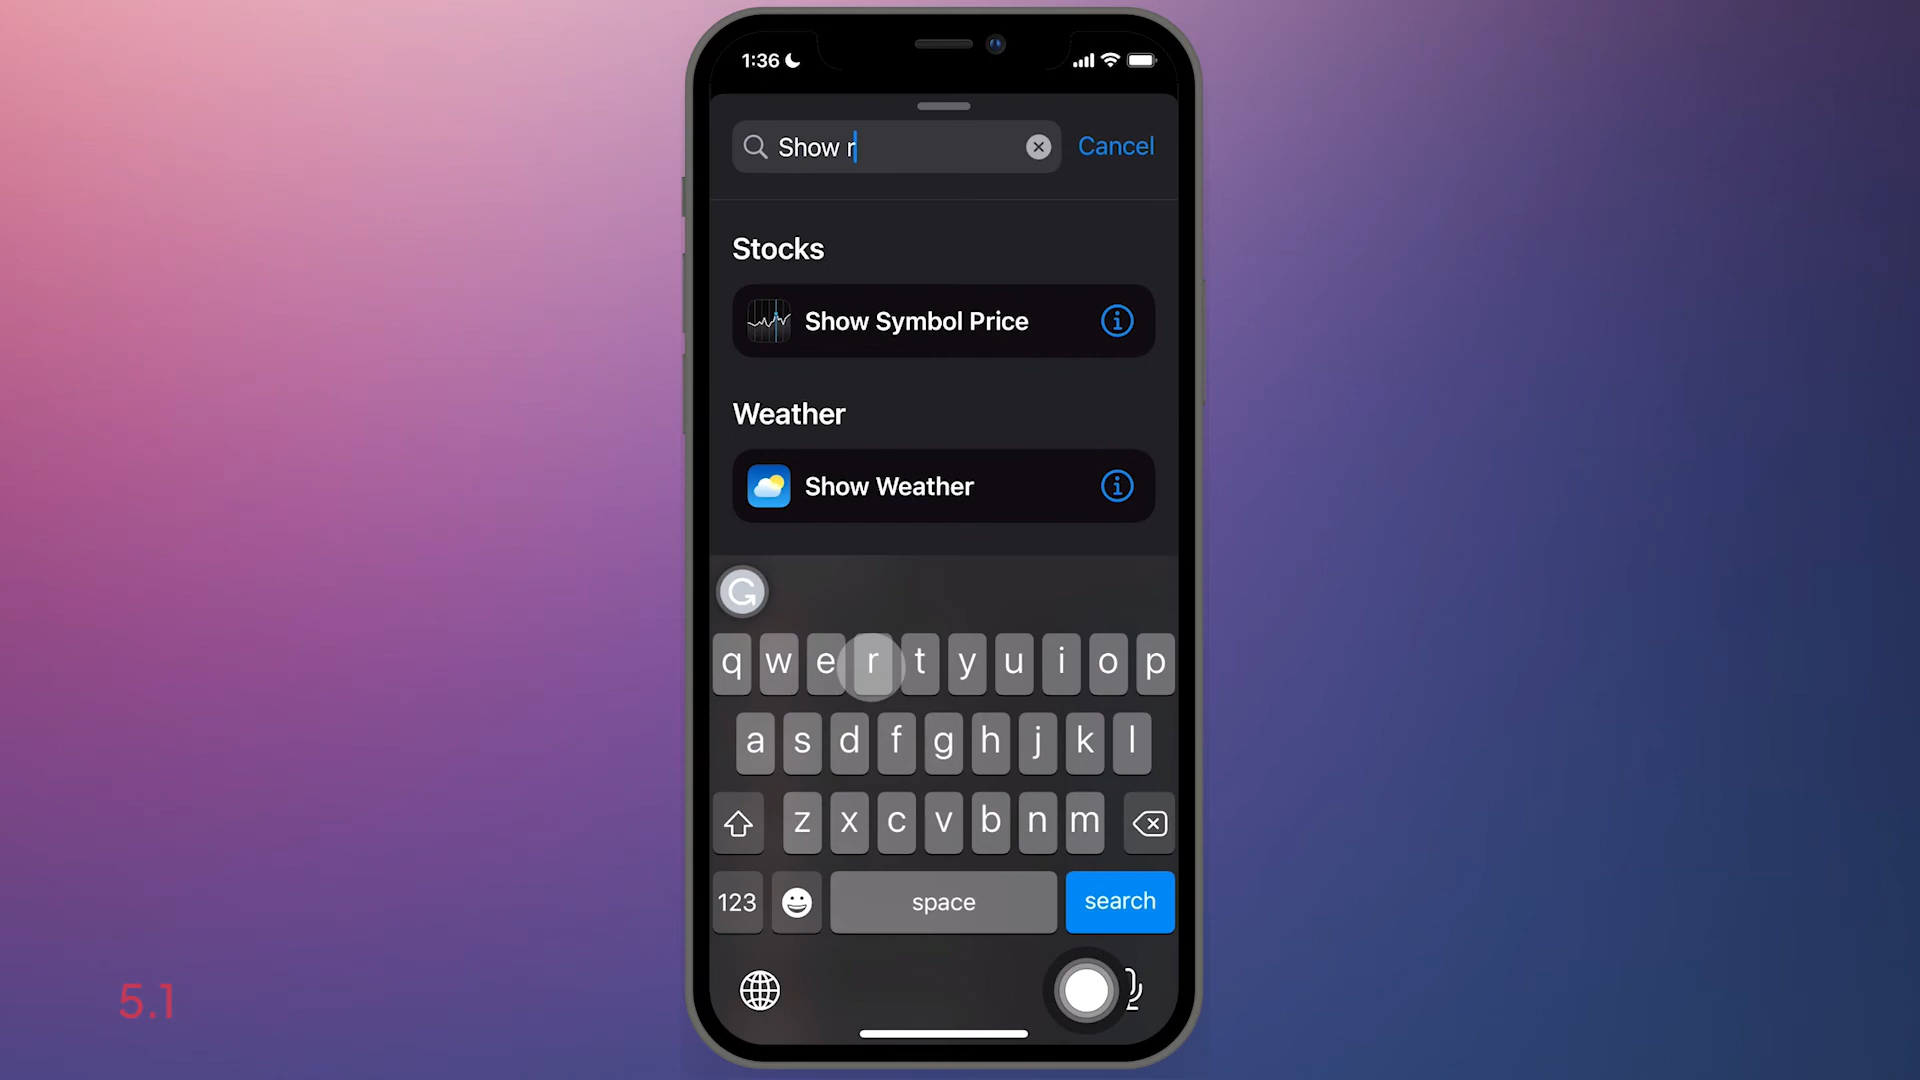 1:36
Show r
Cancel
Stocks
Show Symbol Price
Weather
Show Weather
q w e r t y u i o p
a s d f g h j k l
z x c v b n m
123 space search
5.1